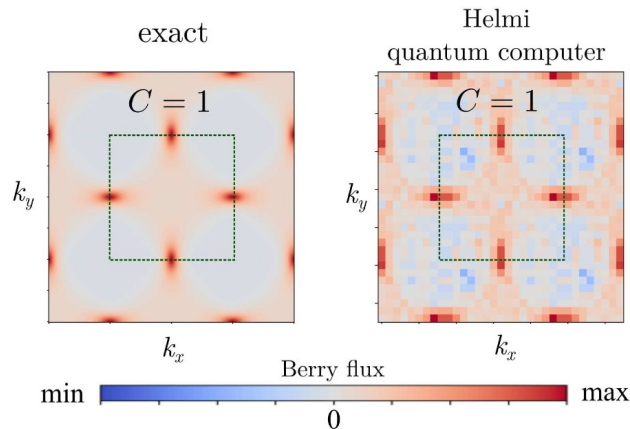 exact
Helmi
quantum computer
C = 1
C = 1
k_y
k_y
k_x
k_x
Berry flux
min
max
0